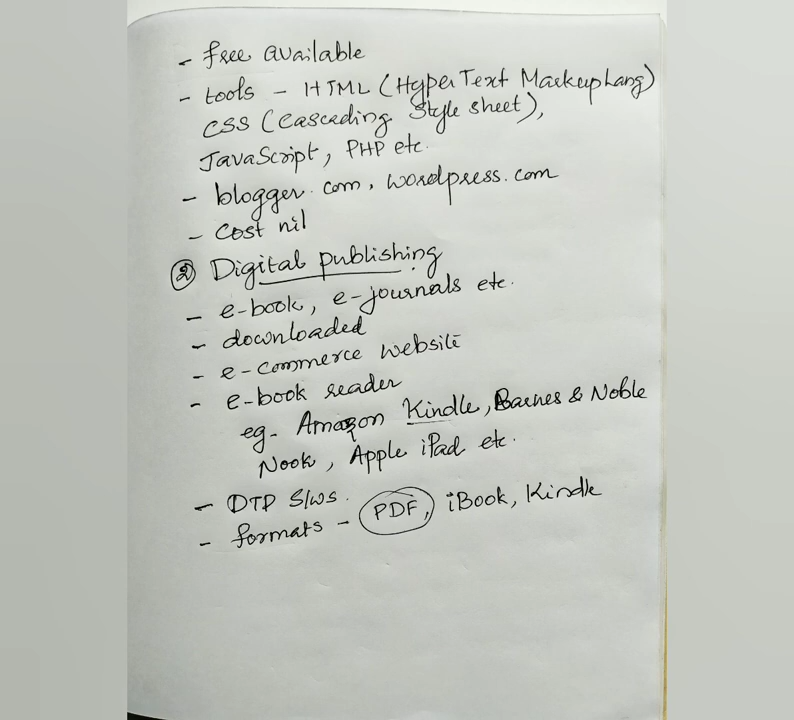 - free available
- tools - HTML (HyperText MarkupLang)
CSS (Cascading Style sheet),
JavaScript, PHP etc.
- blogger.com, wordpress.com
- Cost nil
② Digital publishing
- e-book, e-journals etc.
- downloaded
- e-commerce website
- e-book reader
eg- Amazon Kindle, Barnes & Noble
Nook, Apple iPad etc.
- DTP S/ws.
- formats - PDF, iBook, Kindle